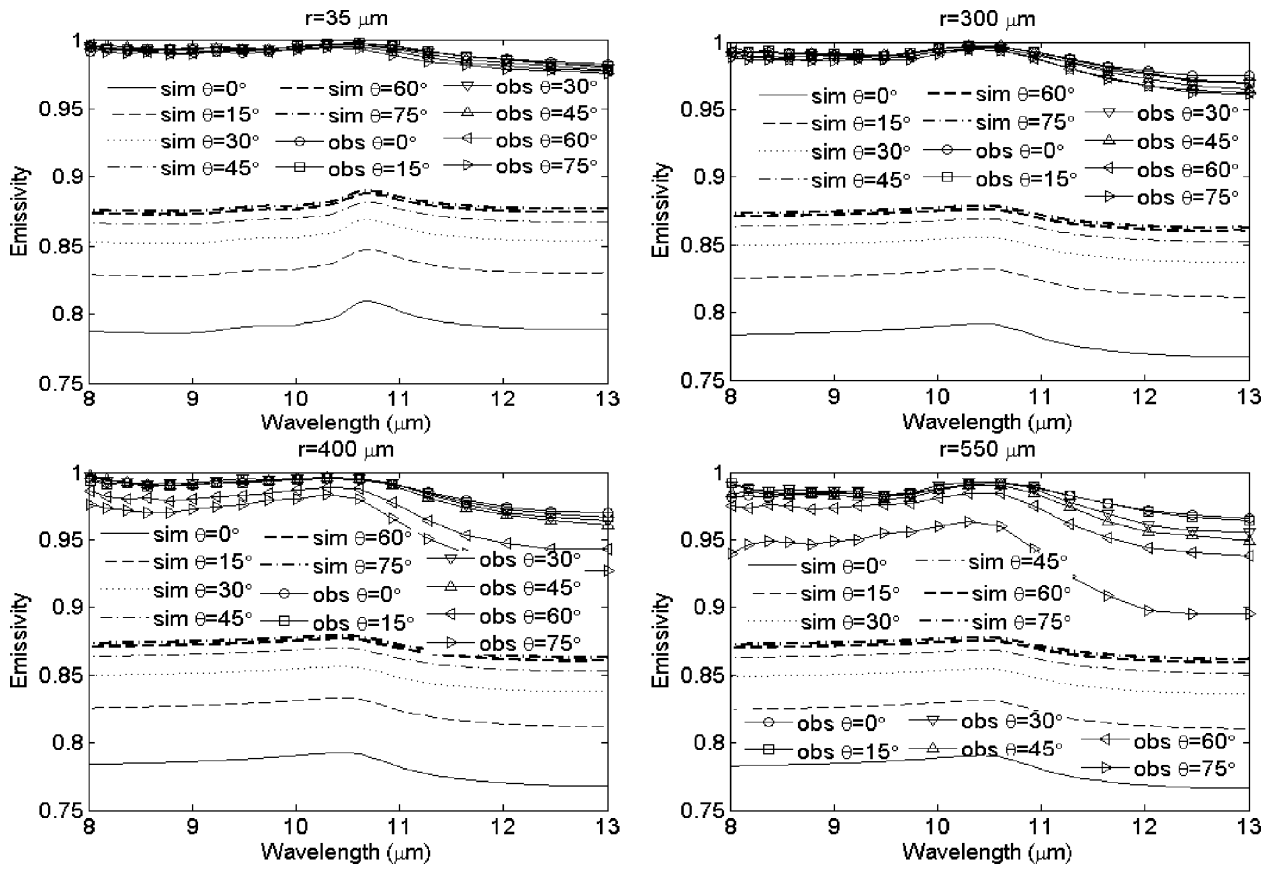 r=35 μm
1
0.95
0.9
0.85
0.8
0.75
Emissivity
sim θ=0°
sim θ=15°
sim θ=30°
sim θ=45°
sim θ=60°
sim θ=75°
obs θ=0°
obs θ=15°
obs θ=30°
obs θ=45°
obs θ=60°
obs θ=75°
8 9 10 11 12 13
Wavelength (μm)
r=300 μm
1
0.95
0.9
0.85
0.8
0.75
Emissivity
sim θ=0°
sim θ=15°
sim θ=30°
sim θ=45°
sim θ=60°
sim θ=75°
obs θ=0°
obs θ=15°
obs θ=30°
obs θ=45°
obs θ=60°
obs θ=75°
8 9 10 11 12 13
Wavelength (μm)
r=400 μm
1
0.95
0.9
0.85
0.8
0.75
Emissivity
sim θ=0°
sim θ=15°
sim θ=30°
sim θ=45°
sim θ=60°
sim θ=75°
obs θ=0°
obs θ=15°
obs θ=30°
obs θ=45°
obs θ=60°
obs θ=75°
8 9 10 11 12 13
Wavelength (μm)
r=550 μm
1
0.95
0.9
0.85
0.8
0.75
Emissivity
sim θ=0°
sim θ=15°
sim θ=30°
sim θ=45°
sim θ=60°
sim θ=75°
obs θ=0°
obs θ=15°
obs θ=30°
obs θ=45°
obs θ=60°
obs θ=75°
8 9 10 11 12 13
Wavelength (μm)